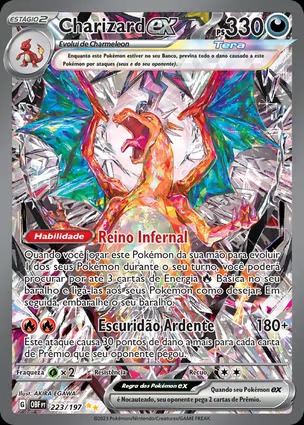 ESTÁGIO 2
Charizard ex
PS 330
Evolui de Charmeleon
Tera
Enquanto este Pokémon estiver no seu Banco, previna todo o dano causado a este
Pokémon por ataques (seus e do seu oponente).
Habilidade Reino Infernal
Quando você jogar este Pokémon da sua mão para evoluir
1 dos seus Pokémon durante o seu turno, você poderá
procurar por até 3 cartas de Energia Básica no seu
baralho e ligá-las aos seus Pokémon como desejar. Em
seguida, embaralhe o seu baralho.
Escuridão Ardente 180+
Este ataque causa 30 pontos de dano a mais para cada carta
de Prêmio que seu oponente pegou.
Fraqueza ×2 Resistência Recuo
Ilust. AKIRA EGAWA
Regra dos Pokémon ex
Quando seu Pokémon ex
é Nocauteado, seu oponente pega 2 cartas de Prêmio.
G OBF PT 223/197
©2023 Pokémon/Nintendo/Creatures/GAME FREAK